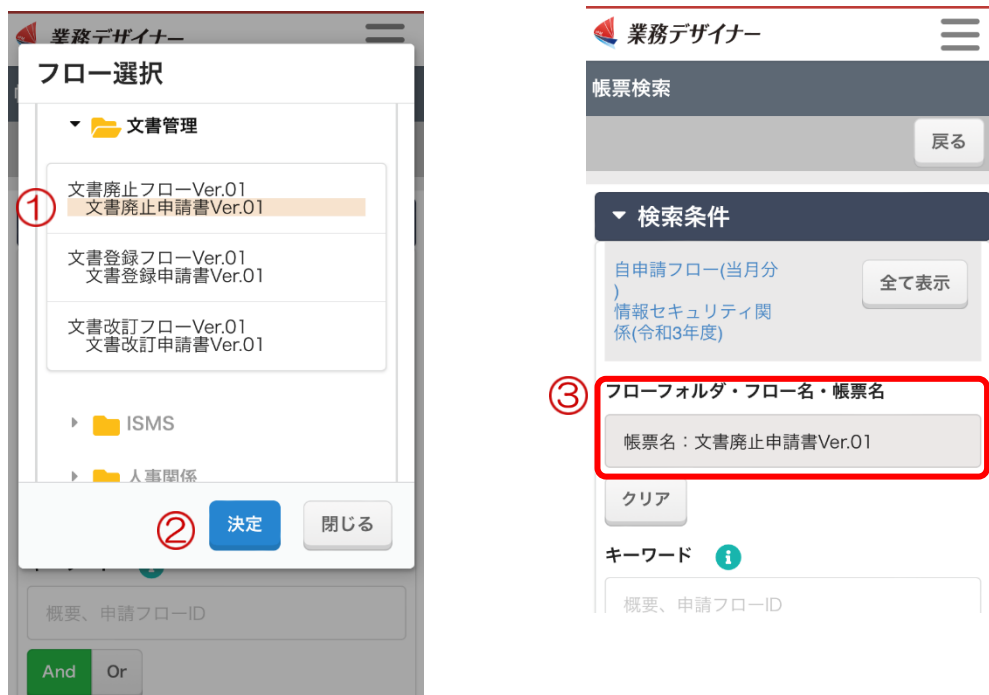 業務デザイナー
フロー選択
文書管理
①
文書廃止フローVer.01
文書廃止申請書Ver.01
文書登録フローVer.01
文書登録申請書Ver.01
文書改訂フローVer.01
文書改訂申請書Ver.01
ISMS
人事関係
②
決定
閉じる
概要、申請フローID
And
Or
業務デザイナー
帳票検索
戻る
検索条件
自申請フロー(当月分
)
情報セキュリティ関
係(令和3年度)
全て表示
③
フローフォルダ・フロー名・帳票名
帳票名：文書廃止申請書Ver.01
クリア
キーワード
i
概要、申請フローID